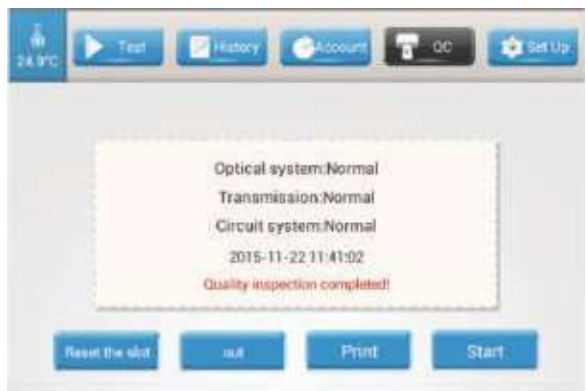 24.9°C
Test
History
Account
QC
Set Up
Optical system:Normal
Transmission:Normal
Circuit system:Normal
2015-11-22 11:41:02
Quality inspection completed!
Reset the slot
out
Print
Start